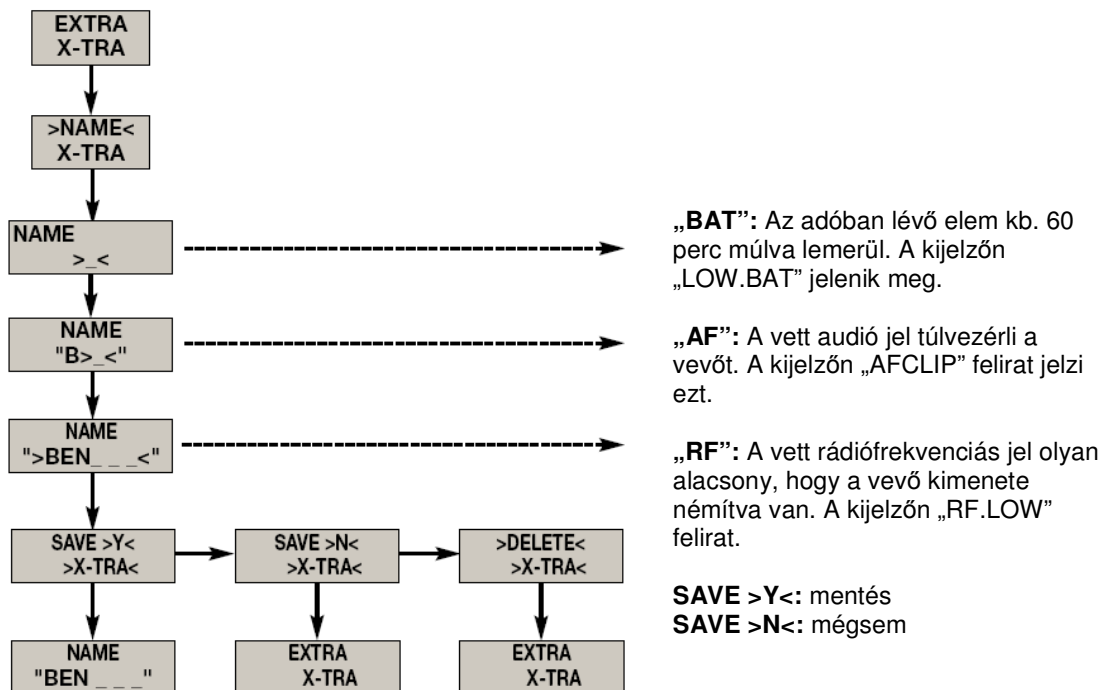 EXTRA
X-TRA
>NAME<
X-TRA
NAME
>_<
NAME
"B>_<"
NAME
">BEN_ _ _<"
SAVE >Y<
>X-TRA<
SAVE >N<
>X-TRA<
>DELETE<
>X-TRA<
NAME
"BEN _ _ _"
EXTRA
X-TRA
EXTRA
X-TRA
„BAT”: Az adóban lévő elem kb. 60
perc múlva lemerül. A kijelzőn
„LOW.BAT” jelenik meg.
„AF”: A vett audió jel túlvezérli a
vevőt. A kijelzőn „AFCLIP” felirat jelzi
ezt.
„RF”: A vett rádiófrekvenciás jel olyan
alacsony, hogy a vevő kimenete
némítva van. A kijelzőn „RF.LOW”
felirat.
SAVE >Y<: mentés
SAVE >N<: mégsem